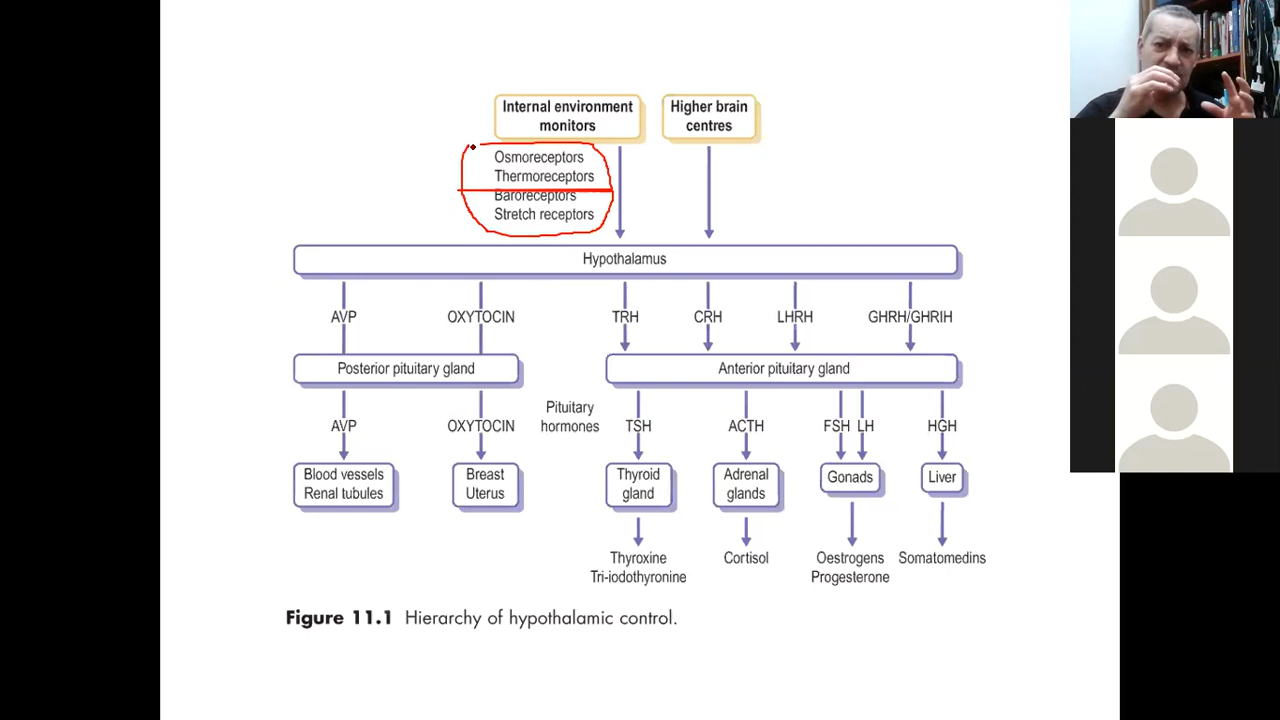 Internal environment
monitors
Higher brain
centres
Osmoreceptors
Thermoreceptors
Baroreceptors
Stretch receptors
Hypothalamus
AVP
OXYTOCIN
TRH
CRH
LHRH
GHRH/GHRIH
Posterior pituitary gland
Anterior pituitary gland
Pituitary
hormones
AVP
OXYTOCIN
TSH
ACTH
FSH
LH
HGH
Blood vessels
Renal tubules
Breast
Uterus
Thyroid
gland
Adrenal
glands
Gonads
Liver
Thyroxine
Tri-iodothyronine
Cortisol
Oestrogens
Progesterone
Somatomedins
Figure 11.1 Hierarchy of hypothalamic control.